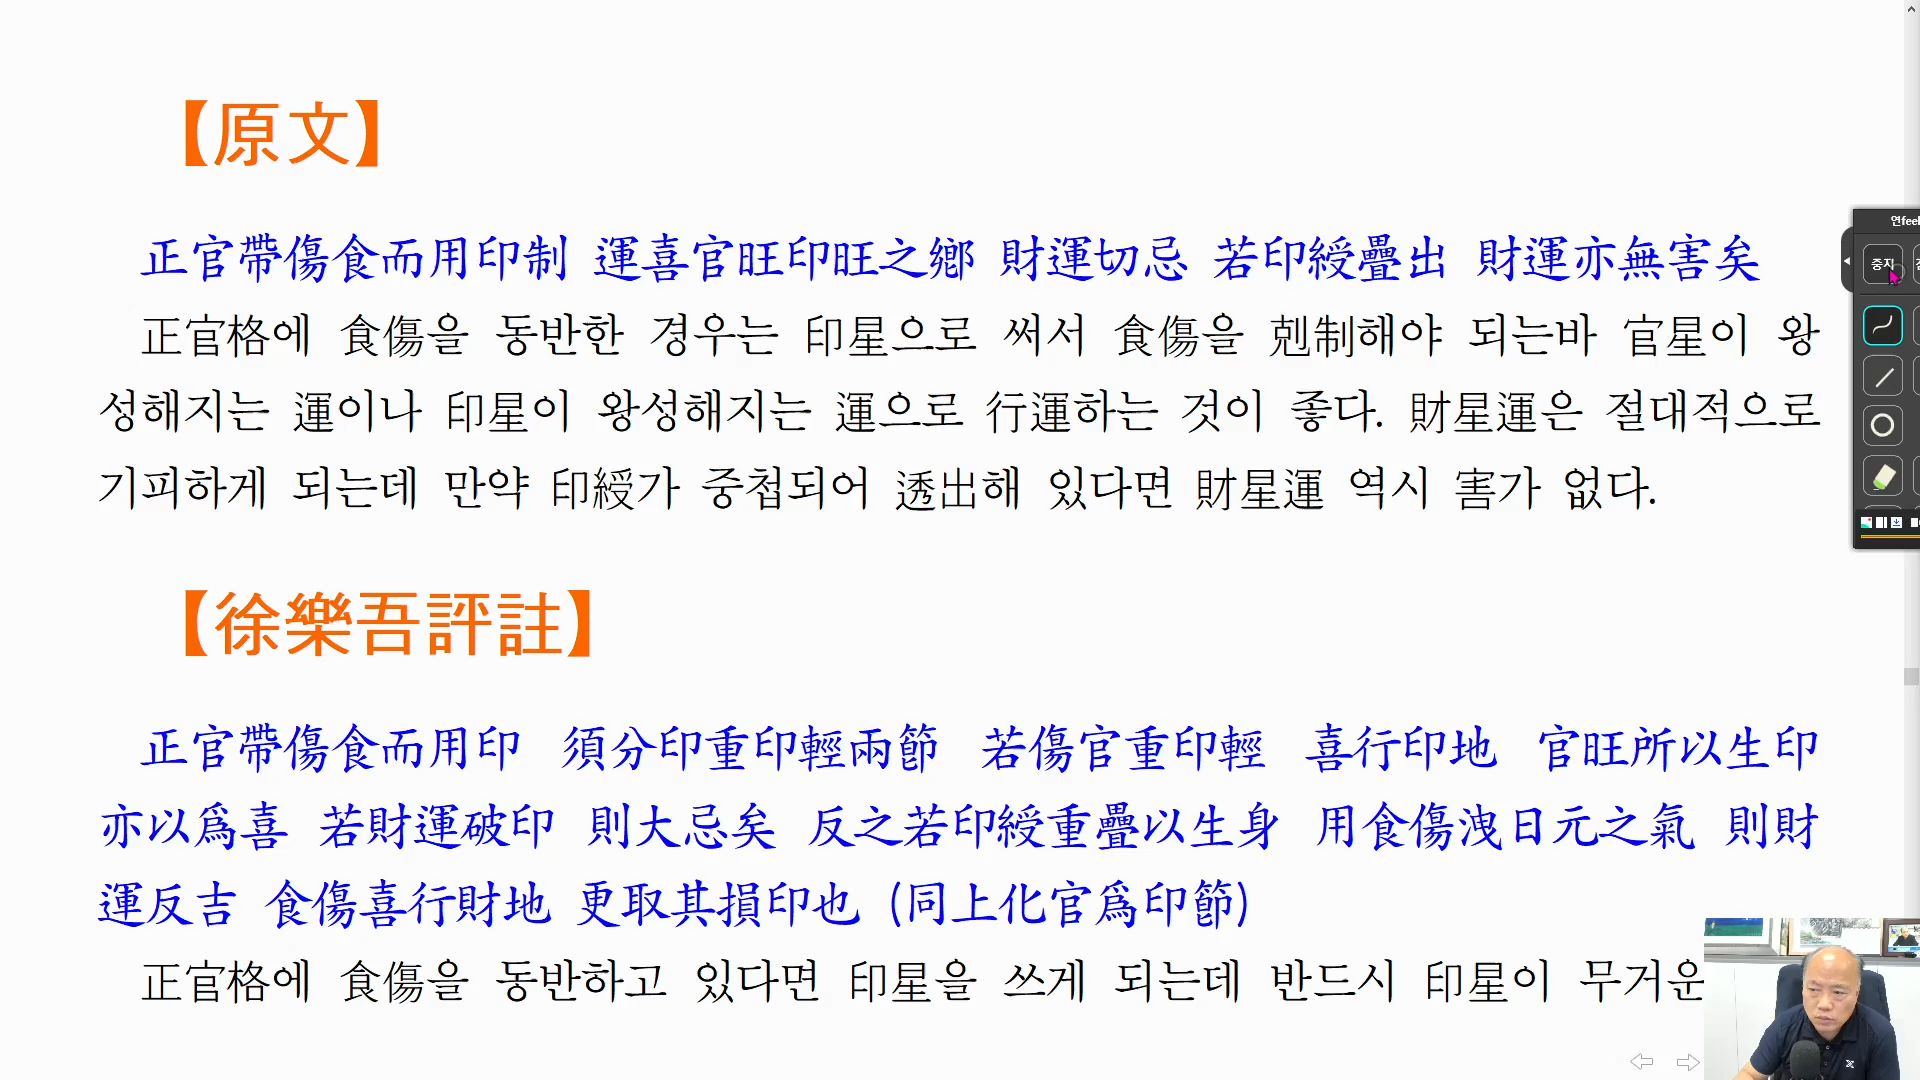 【原文】
正官帶傷食而用印制 運喜官旺印旺之鄕 財運切忌 若印綬疊出 財運亦無害矣
正官格에 食傷을 동반한 경우는 印星으로 써서 食傷을 剋制해야 되는바 官星이 왕
성해지는 運이나 印星이 왕성해지는 運으로 行運하는 것이 좋다. 財星運은 절대적으로
기피하게 되는데 만약 印綬가 중첩되어 透出해 있다면 財星運 역시 害가 없다.
【徐樂吾評註】
正官帶傷食而用印 須分印重印輕兩節 若傷官重印輕 喜行印地 官旺所以生印
亦以爲喜 若財運破印 則大忌矣 反之若印綬重疊以生身 用食傷洩日元之氣 則財
運反吉 食傷喜行財地 更取其損印也 (同上化官爲印節)
正官格에 食傷을 동반하고 있다면 印星을 쓰게 되는데 반드시 印星이 무거운
연feel
중지